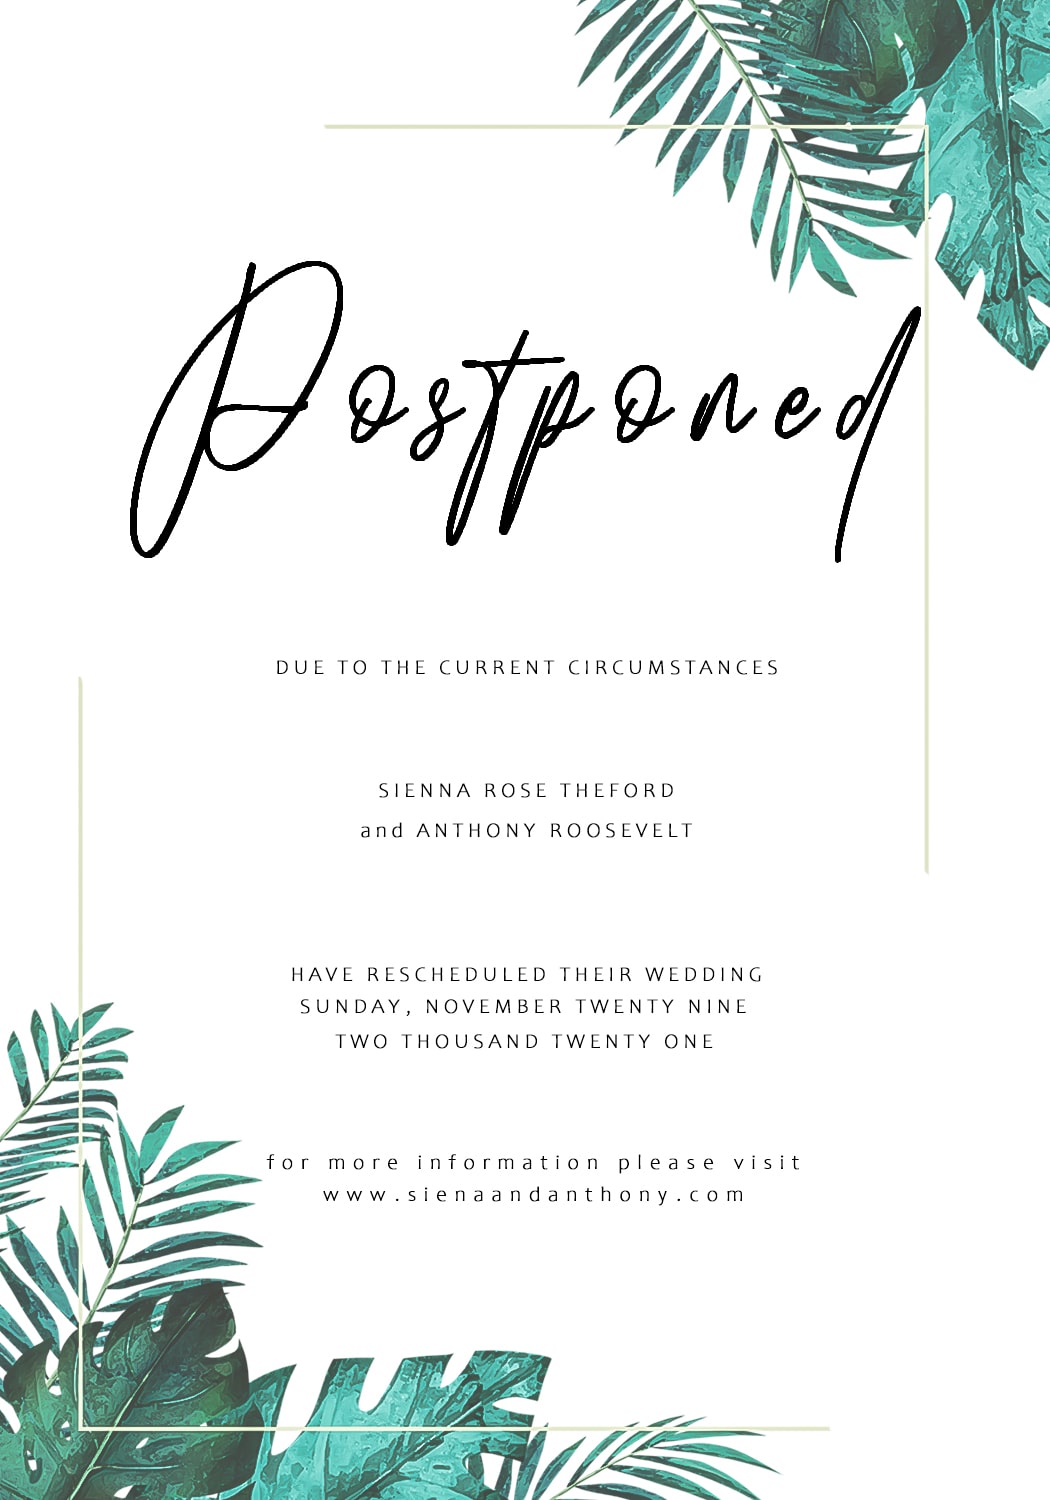 Postponed
DUE TO THE CURRENT CIRCUMSTANCES
SIENNA ROSE THEFORD
and ANTHONY ROOSEVELT
HAVE RESCHEDULED THEIR WEDDING
SUNDAY, NOVEMBER TWENTY NINE
TWO THOUSAND TWENTY ONE
for more information please visit
www.sienaandanthony.com